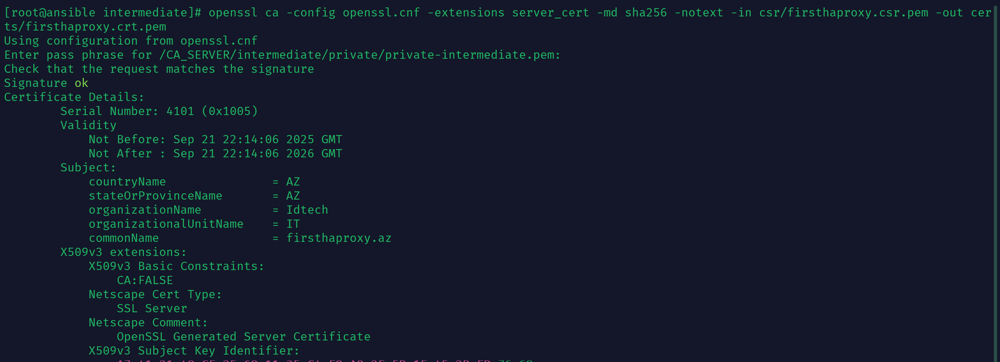 [root@ansible intermediate]# openssl ca -config openssl.cnf -extensions server_cert -md sha256 -notext -in csr/firsthaproxy.csr.pem -out cer
ts/firsthaproxy.crt.pem
Using configuration from openssl.cnf
Enter pass phrase for /CA_SERVER/intermediate/private/private-intermediate.pem:
Check that the request matches the signature
Signature ok
Certificate Details:
        Serial Number: 4101 (0x1005)
        Validity
            Not Before: Sep 21 22:14:06 2025 GMT
            Not After : Sep 21 22:14:06 2026 GMT
        Subject:
            countryName               = AZ
            stateOrProvinceName       = AZ
            organizationName          = Idtech
            organizationalUnitName    = IT
            commonName                = firsthaproxy.az
        X509v3 extensions:
            X509v3 Basic Constraints:
                CA:FALSE
            Netscape Cert Type:
                SSL Server
            Netscape Comment:
                OpenSSL Generated Server Certificate
            X509v3 Subject Key Identifier: